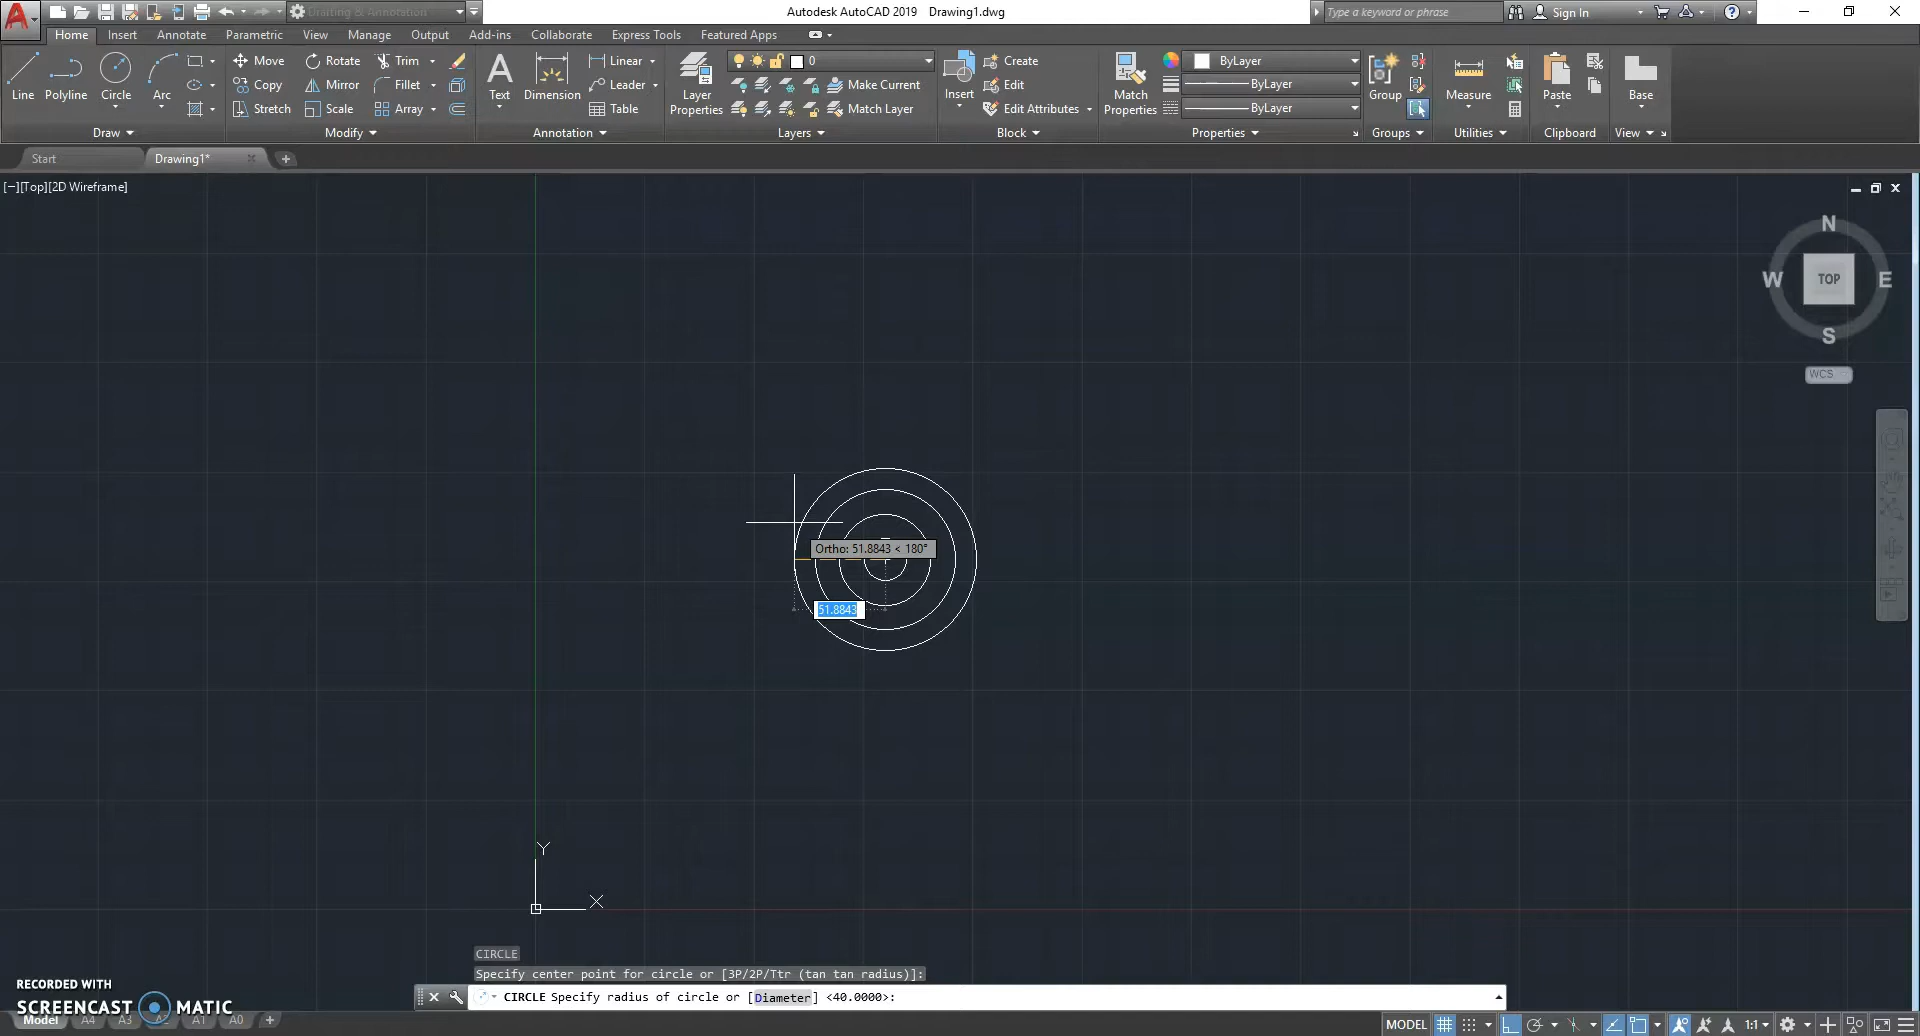 Drafting & Annotation
Autodesk AutoCAD 2019 Drawing1.dwg
Type a keyword or phrase
Sign In
Home Insert Annotate Parametric View Manage Output Add-ins Collaborate Express Tools Featured Apps
Line Polyline Circle Arc
Move Rotate Trim
Copy Mirror Fillet
Stretch Scale Array
Text Dimension
Linear
Leader
Table
Layer
Properties
0
Make Current
Match Layer
Insert
Create
Edit
Edit Attributes
Match
Properties
ByLayer
ByLayer
ByLayer
Group
Measure
Paste
Base
Draw Modify Annotation Layers Block Properties Groups Utilities Clipboard View
Start Drawing1*
[−][Top][2D Wireframe]
N
W TOP E
S
WCS
Ortho: 51.8843 < 180°
51.8843
Y
X
CIRCLE
Specify center point for circle or [3P/2P/Ttr (tan tan radius)]:
CIRCLE Specify radius of circle or [Diameter] <40.0000>:
RECORDED WITH
SCREENCAST MATIC
Model A4 A3 A2 A1 A0
MODEL 1:1